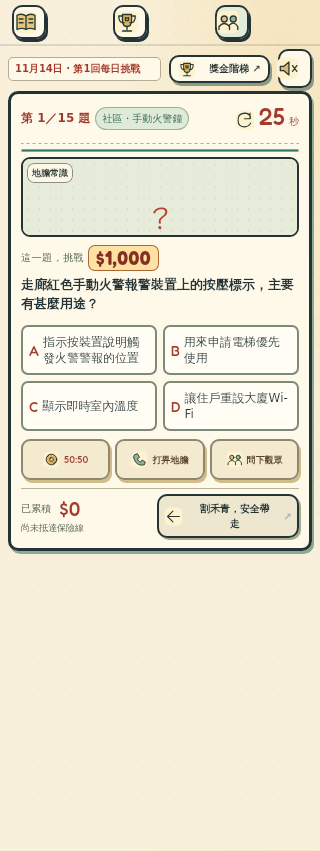 11月14日·第1回每日挑戰
獎金階梯 ↗
第 1／15 題
社區·手動火警鐘
25 秒
地膽常識
?
這一題，挑戰 $1,000
走廊紅色手動火警報警裝置上的按壓標示，主要
有甚麼用途？
A 指示按裝置說明觸
發火警警報的位置
B 用來申請電梯優先
使用
C 顯示即時室內溫度
D 讓住戶重設大廈Wi-
Fi
50:50
打畀地膽
問下觀眾
已累積 $0
尚未抵達保險線
割禾青，安全帶
走 ↗